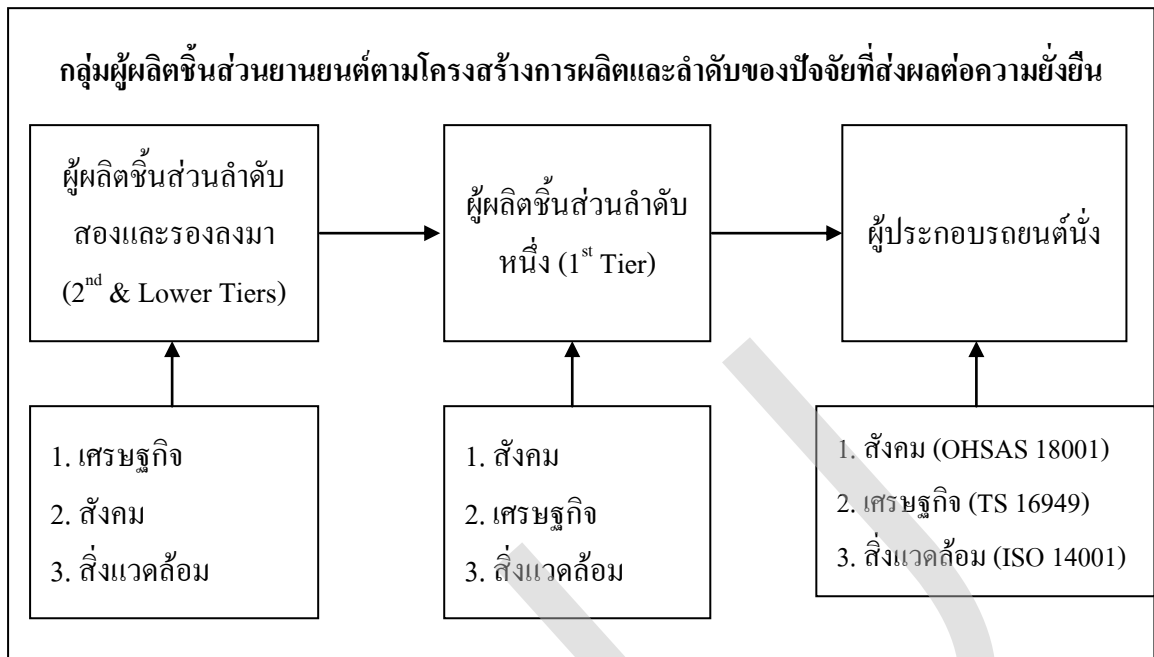 กลุ่มผู้ผลิตชิ้นส่วนยานยนต์ตามโครงสร้างการผลิตและลำดับของปัจจัยที่ส่งผลต่อความยั่งยืน
ผู้ผลิตชิ้นส่วนลำดับ
สองและรองลงมา
(2nd & Lower Tiers)
ผู้ผลิตชิ้นส่วนลำดับ
หนึ่ง (1st Tier)
ผู้ประกอบรถยนต์นั่ง
1. เศรษฐกิจ
2. สังคม
3. สิ่งแวดล้อม
1. สังคม
2. เศรษฐกิจ
3. สิ่งแวดล้อม
1. สังคม (OHSAS 18001)
2. เศรษฐกิจ (TS 16949)
3. สิ่งแวดล้อม (ISO 14001)